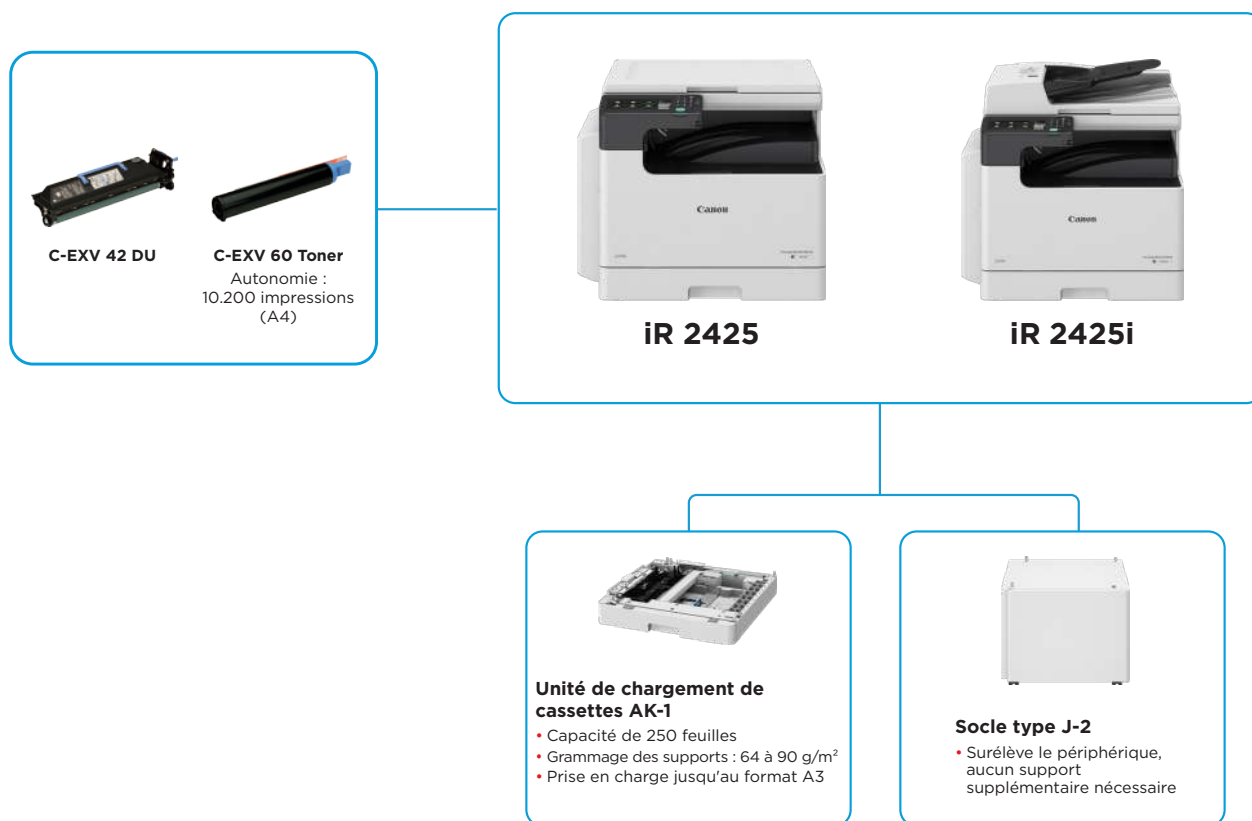 C-EXV 42 DU
C-EXV 60 Toner
Autonomie :
10.200 impressions
(A4)
Canon
iR 2425
Canon
iR 2425i
Unité de chargement de
cassettes AK-1
• Capacité de 250 feuilles
• Grammage des supports : 64 à 90 g/m²
• Prise en charge jusqu'au format A3
Socle type J-2
• Surélève le périphérique,
aucun support
supplémentaire nécessaire